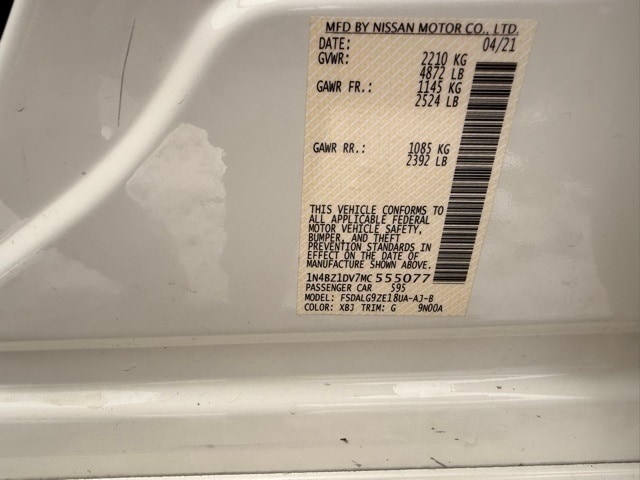 MFD BY NISSAN MOTOR CO., LTD.
DATE: 04/21
GVWR: 2210 KG
4872 LB
GAWR FR.: 1145 KG
2524 LB
GAWR RR.: 1085 KG
2392 LB
THIS VEHICLE CONFORMS TO
ALL APPLICABLE FEDERAL
MOTOR VEHICLE SAFETY,
BUMPER, AND THEFT
PREVENTION STANDARDS IN
EFFECT ON THE DATE OF
MANUFACTURE SHOWN ABOVE.
1N4BZ1DV7MC 555077
PASSENGER CAR 595
MODEL: FSDALG9ZE18UA-AJ-B
COLOR: XBJ TRIM: G 9N00A